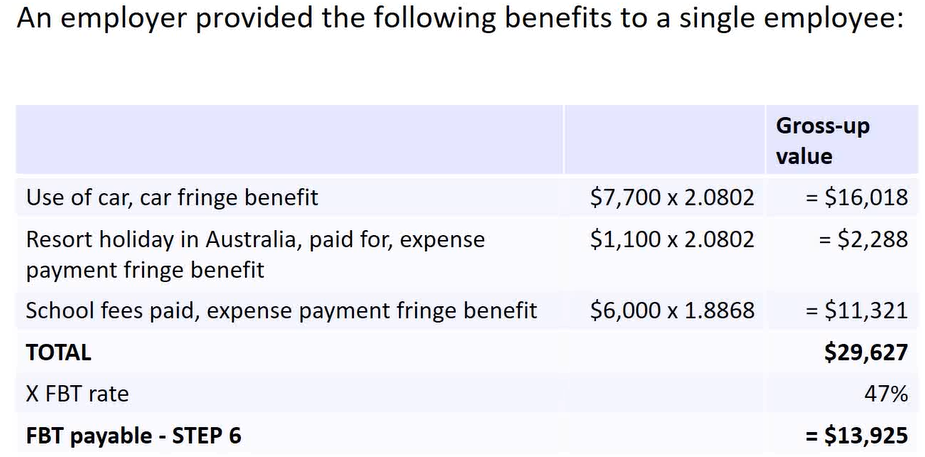 An employer provided the following benefits to a single employee:
Gross-up
value
Use of car, car fringe benefit $7,700 x 2.0802 = $16,018
Resort holiday in Australia, paid for, expense $1,100 x 2.0802 = $2,288
payment fringe benefit
School fees paid, expense payment fringe benefit $6,000 x 1.8868 = $11,321
TOTAL $29,627
X FBT rate 47%
FBT payable - STEP 6 = $13,925